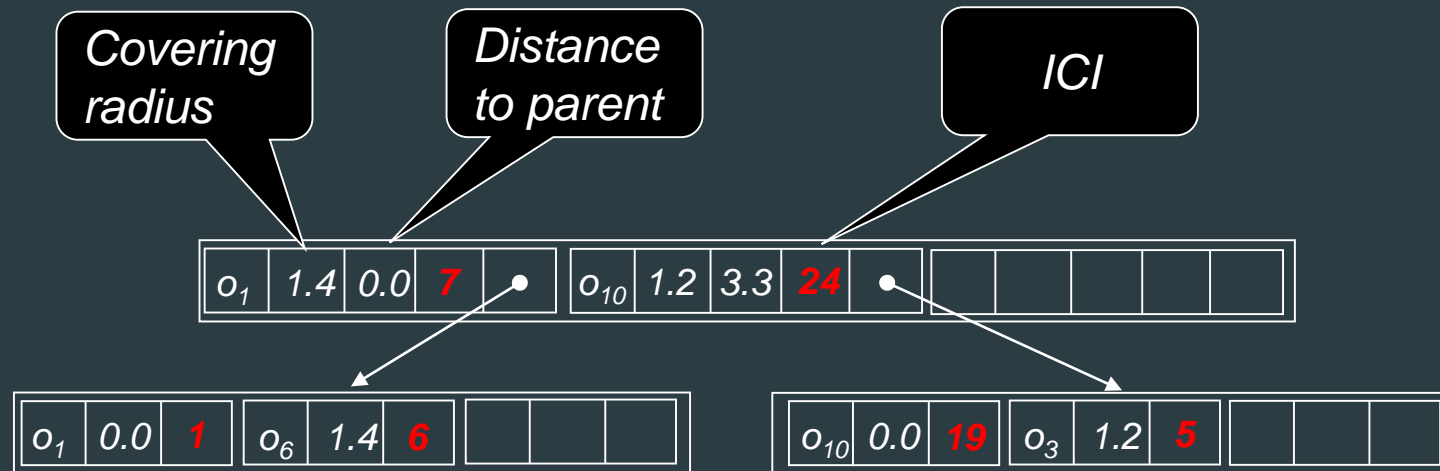 Covering
radius
Distance
to parent
ICI
o1 1.4 0.0 7 o10 1.2 3.3 24
o1 0.0 1 o6 1.4 6 o10 0.0 19 o3 1.2 5